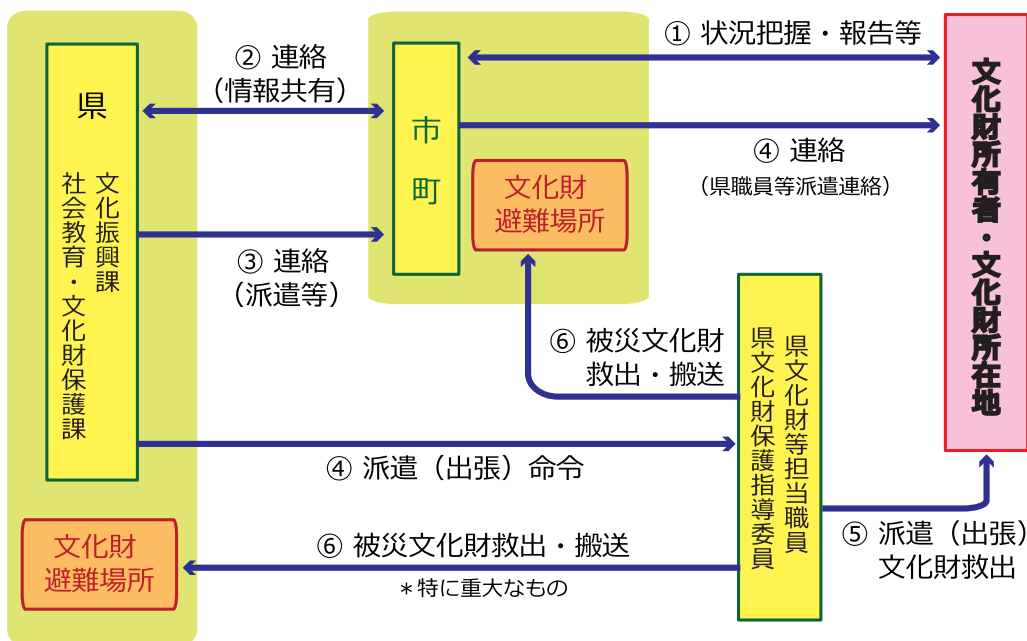 県
文化振興課
社会教育・文化財保護課
② 連絡
（情報共有）
市町
① 状況把握・報告等
④ 連絡
（県職員等派遣連絡）
文化財
避難場所
③ 連絡
（派遣等）
文化財所有者・文化財所在地
⑥ 被災文化財
救出・搬送
県文化財等担当職員
県文化財保護指導委員
④ 派遣（出張）命令
⑤ 派遣（出張）
文化財救出
文化財
避難場所
⑥ 被災文化財救出・搬送
＊特に重大なもの